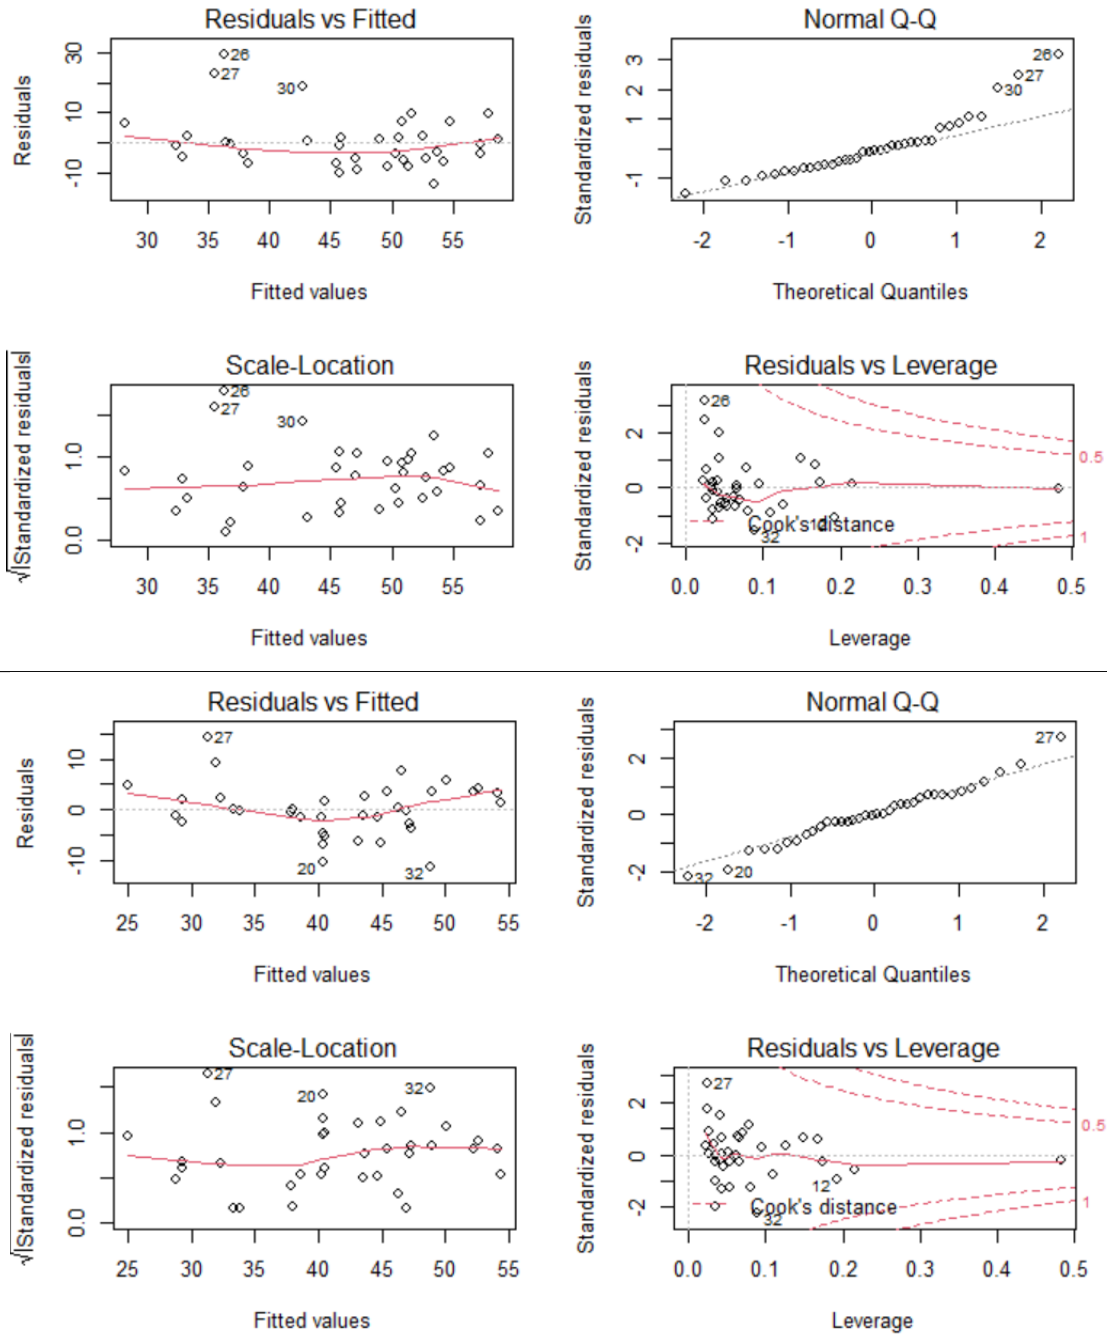 Residuals vs Fitted
Residuals
30
10
-10
26
27
30
30 35 40 45 50 55
Fitted values
Normal Q-Q
Standardized residuals
3
2
1
-1
26
27
30
-2 -1 0 1 2
Theoretical Quantiles
Scale-Location
√|Standardized residuals|
1.0
0.0
26
27
30
30 35 40 45 50 55
Fitted values
Residuals vs Leverage
Standardized residuals
2
0
-2
26
0.5
1
Cook's distance
12
32
0.0 0.1 0.2 0.3 0.4 0.5
Leverage
Residuals vs Fitted
Residuals
10
0
-10
27
20
32
25 30 35 40 45 50 55
Fitted values
Normal Q-Q
Standardized residuals
2
0
-2
27
32
20
-2 -1 0 1 2
Theoretical Quantiles
Scale-Location
√|Standardized residuals|
1.0
0.0
27
20
32
25 30 35 40 45 50 55
Fitted values
Residuals vs Leverage
Standardized residuals
2
0
-2
27
0.5
12
1
Cook's distance
32
0.0 0.1 0.2 0.3 0.4 0.5
Leverage